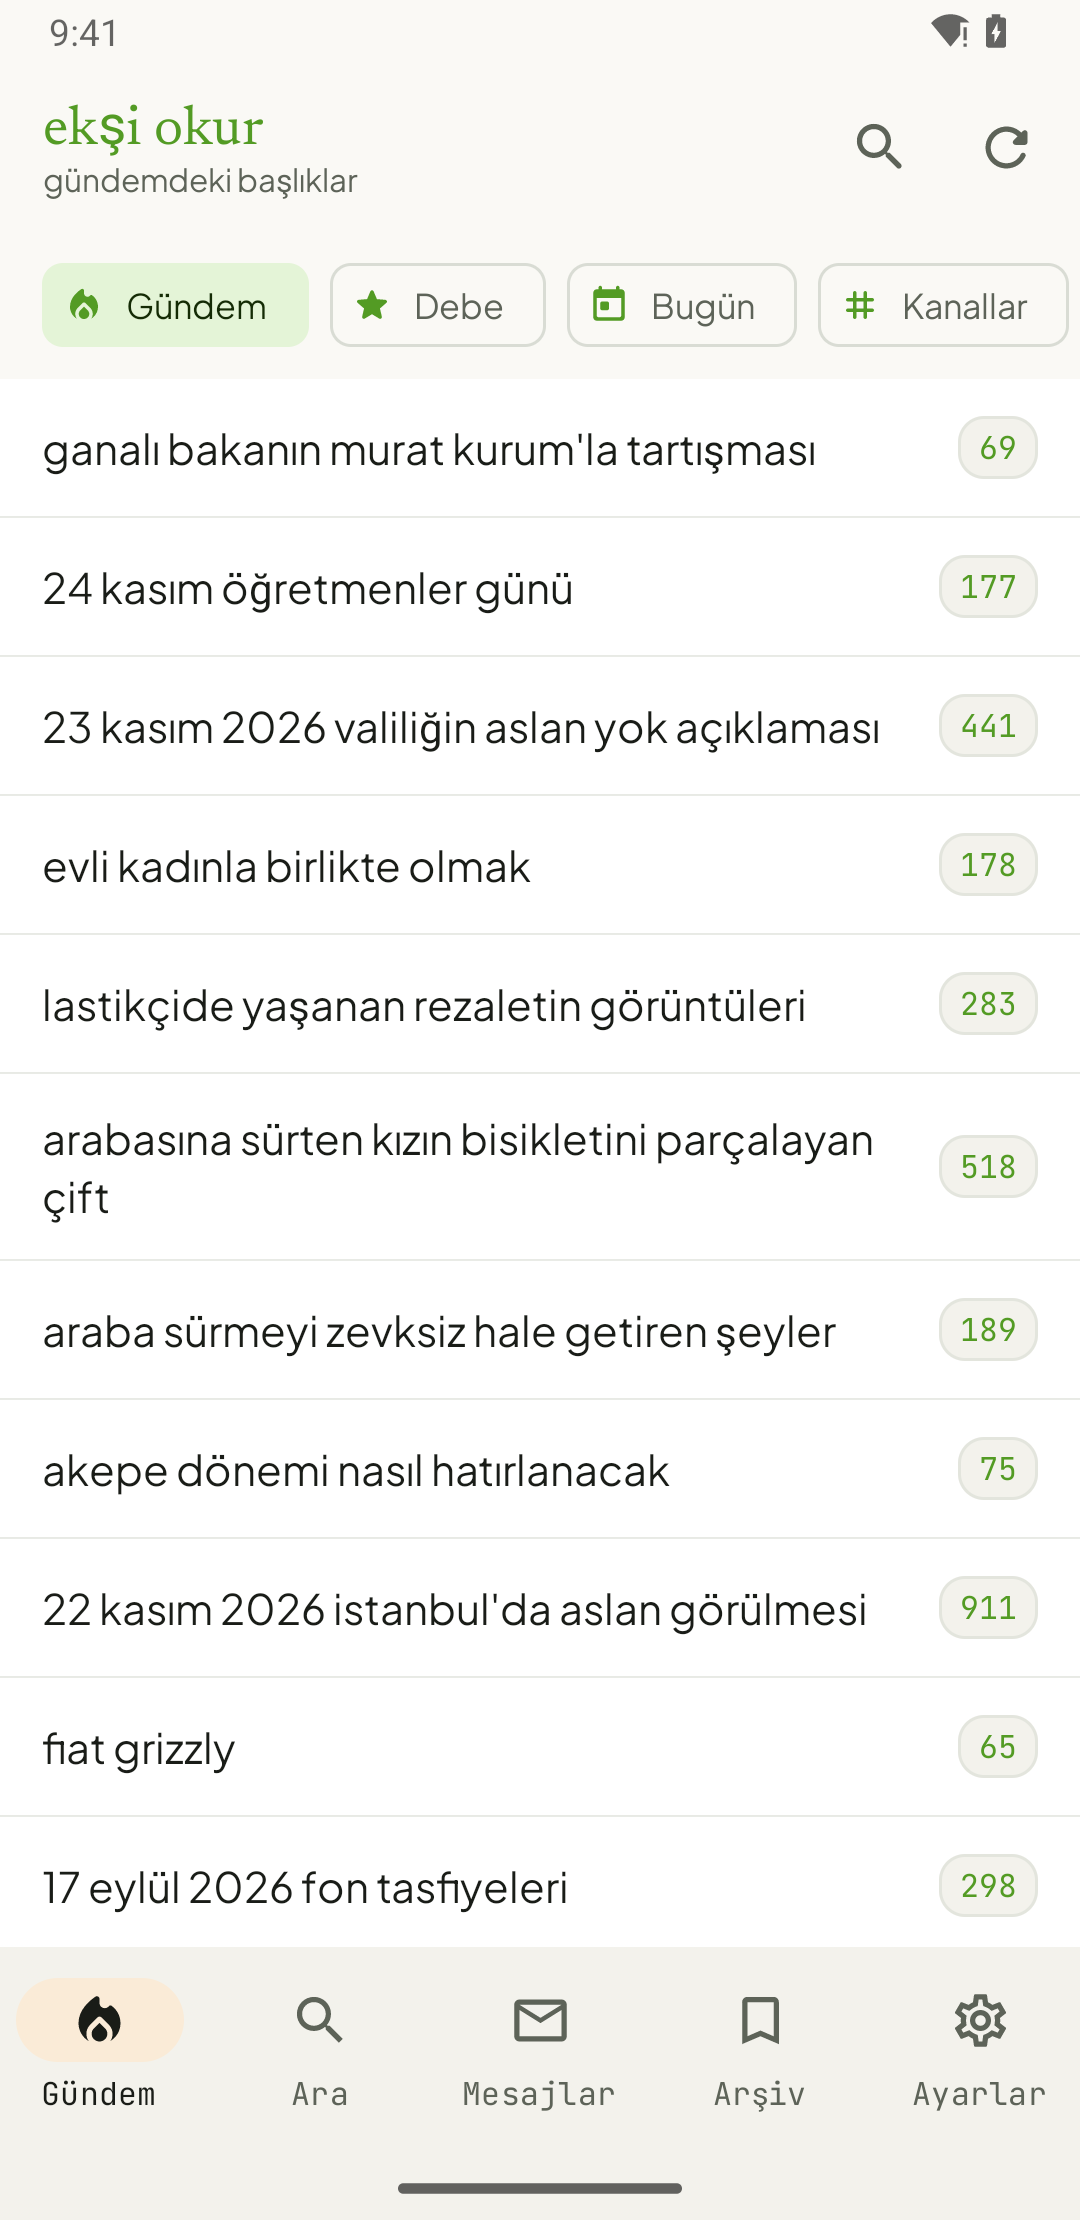 9:41
ekşi okur
gündemdeki başlıklar
Gündem
Debe
Bugün
Kanallar
ganalı bakanın murat kurum'la tartışması
69
24 kasım öğretmenler günü
177
23 kasım 2026 valiliğin aslan yok açıklaması
441
evli kadınla birlikte olmak
178
lastikçide yaşanan rezaletin görüntüleri
283
arabasına sürten kızın bisikletini parçalayan
çift
518
araba sürmeyi zevksiz hale getiren şeyler
189
akepe dönemi nasıl hatırlanacak
75
22 kasım 2026 istanbul'da aslan görülmesi
911
fiat grizzly
65
17 eylül 2026 fon tasfiyeleri
298
Gündem
Ara
Mesajlar
Arşiv
Ayarlar